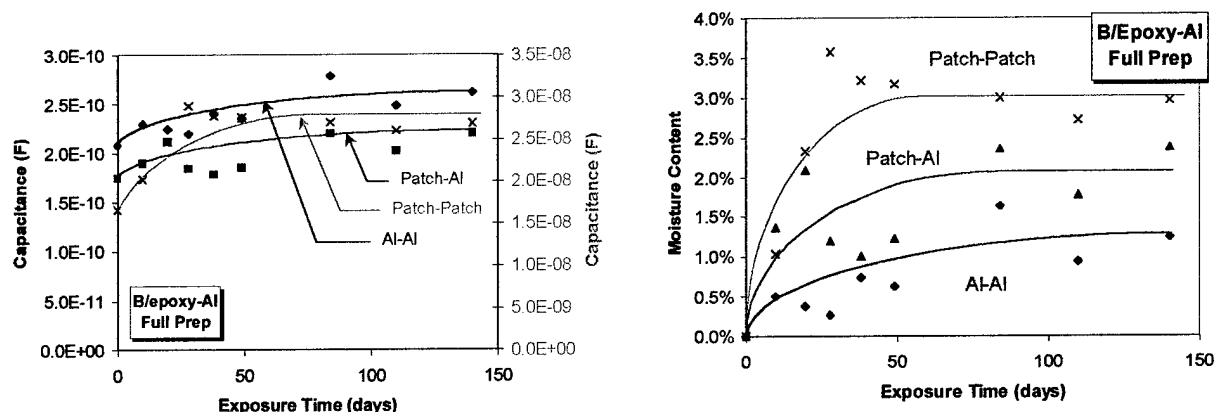 3.0E-10
2.5E-10
2.0E-10
1.5E-10
1.0E-10
5.0E-11
0.0E+00
Capacitance (F)
3.5E-08
3.0E-08
2.5E-08
2.0E-08
1.5E-08
1.0E-08
5.0E-09
0.0E+00
Capacitance (F)
Patch-Al
Patch-Patch
Al-Al
B/epoxy-Al
Full Prep
0
50
100
150
Exposure Time (days)
4.0%
3.5%
3.0%
2.5%
2.0%
1.5%
1.0%
0.5%
0.0%
Moisture Content
B/Epoxy-Al
Full Prep
Patch-Patch
Patch-Al
Al-Al
0
50
100
150
Exposure Time (days)